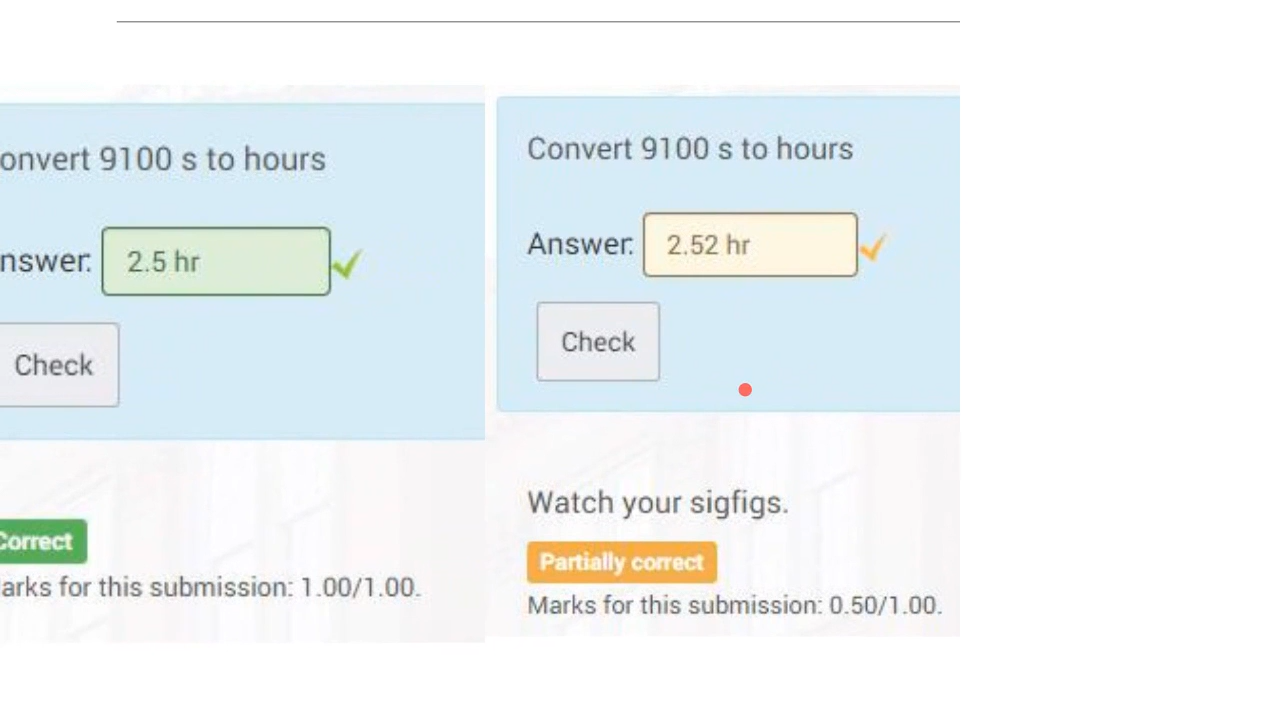 onvert 9100 s to hours
nswer: 2.5 hr
Check
Correct
arks for this submission: 1.00/1.00.
Convert 9100 s to hours
Answer: 2.52 hr
Check
Watch your sigfigs.
Partially correct
Marks for this submission: 0.50/1.00.